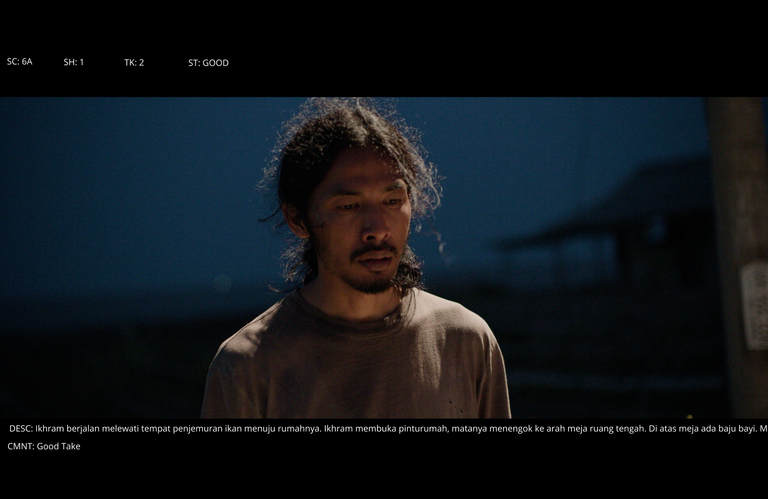 SC: 6A SH: 1 TK: 2 ST: GOOD
DESC: Ikhram berjalan melewati tempat penjemuran ikan menuju rumahnya. Ikhram membuka pinturumah, matanya menengok ke arah meja ruang tengah. Di atas meja ada baju bayi. M
CMNT: Good Take